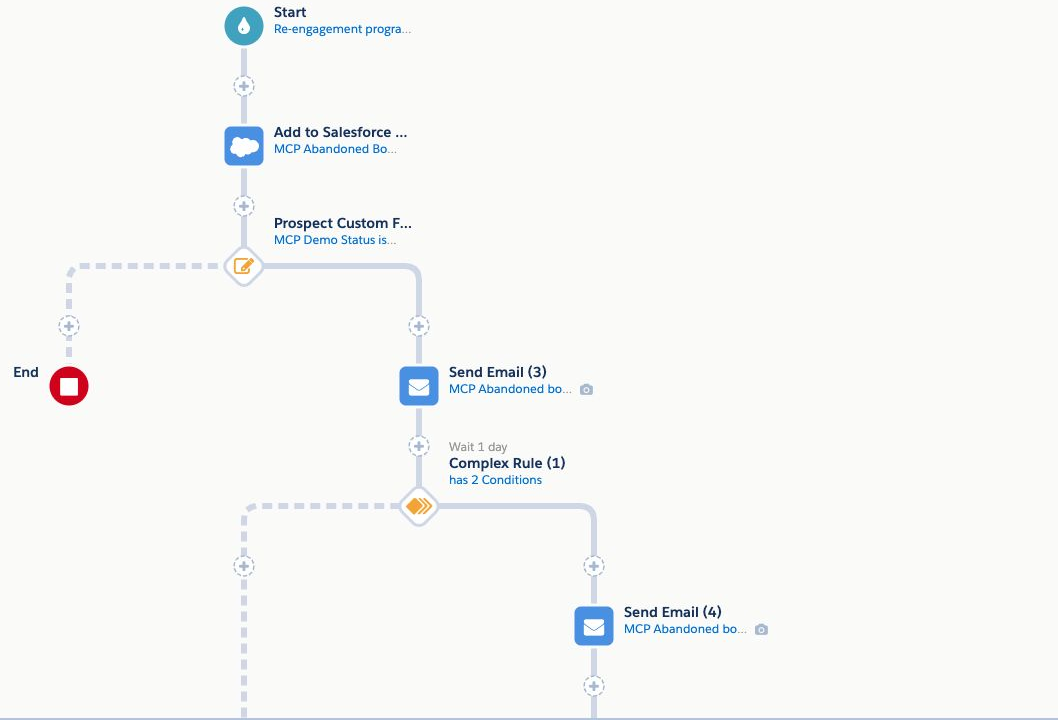 Start
Re-engagement progra...
Add to Salesforce ...
MCP Abandoned Bo...
Prospect Custom F...
MCP Demo Status is...
End
Send Email (3)
MCP Abandoned bo...
Wait 1 day
Complex Rule (1)
has 2 Conditions
Send Email (4)
MCP Abandoned bo...